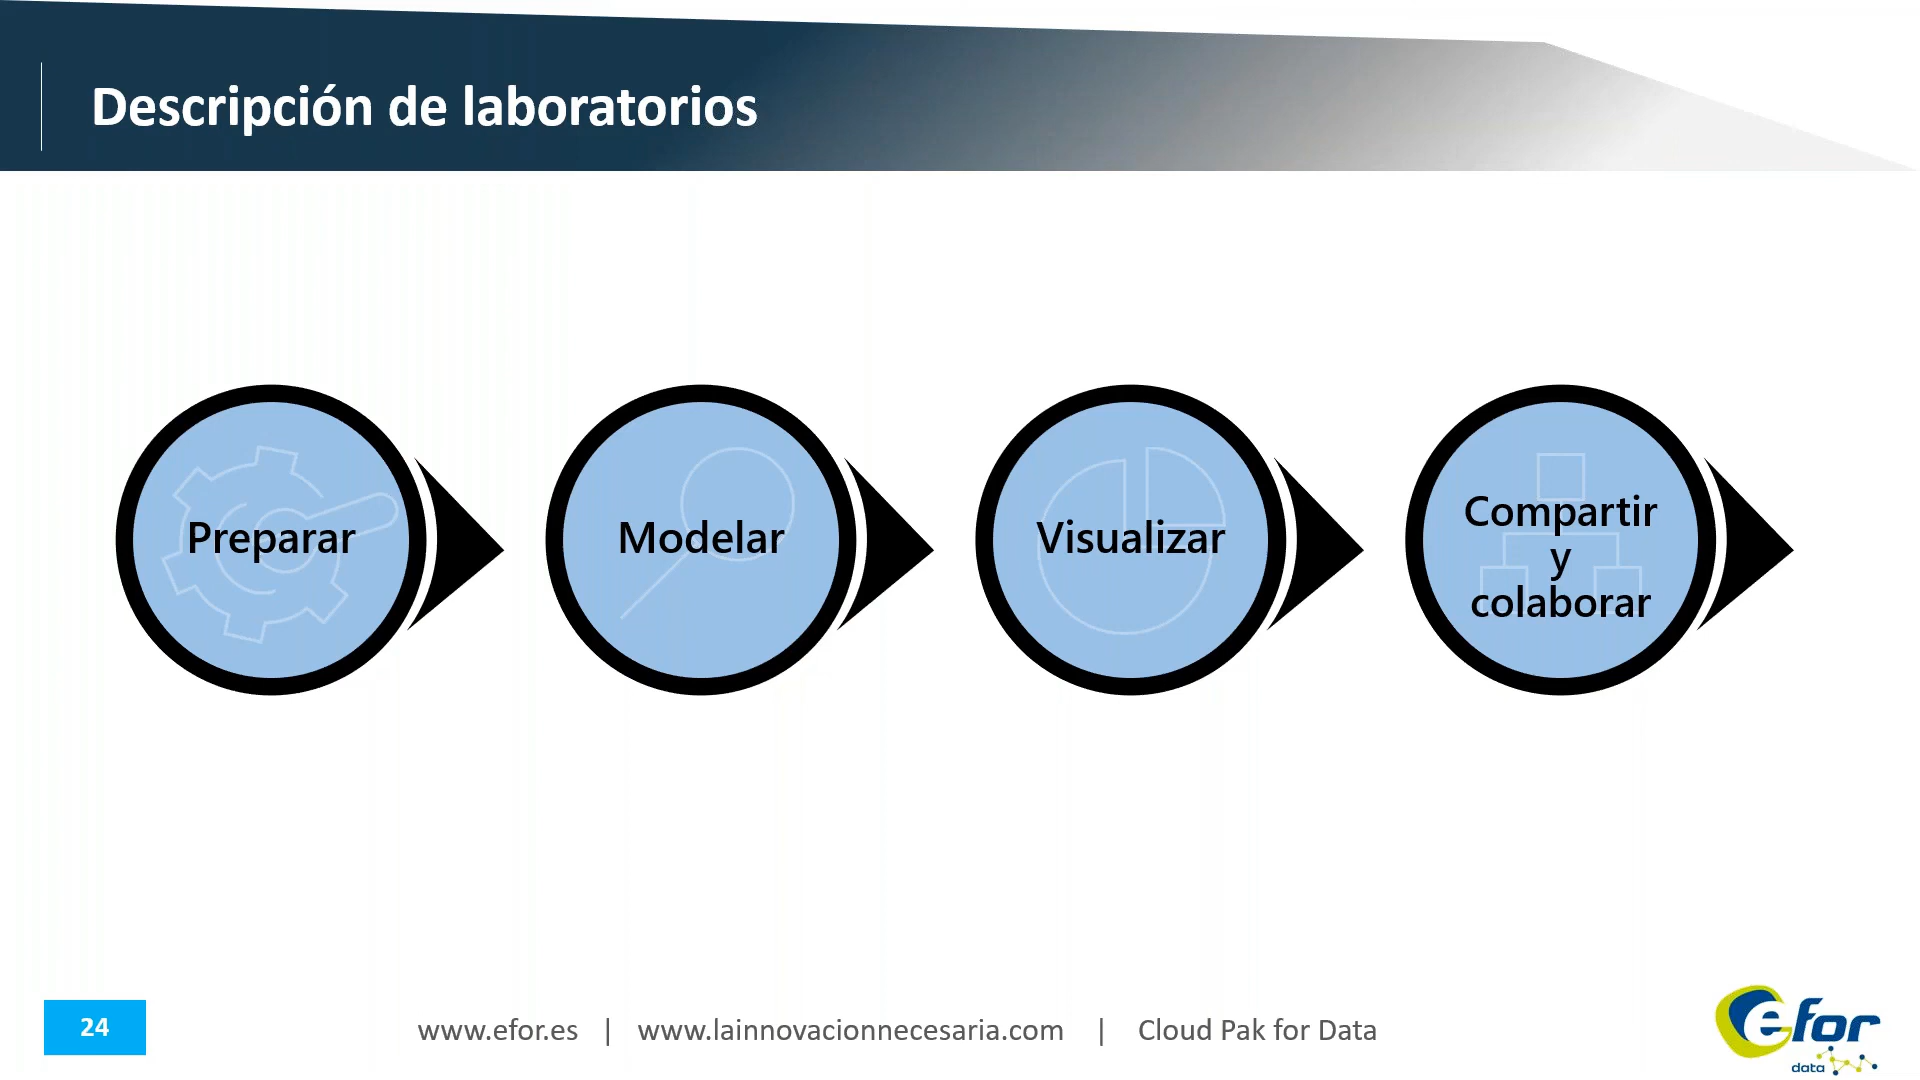 Descripción de laboratorios
Preparar
Modelar
Visualizar
Compartir
y
colaborar
24
www.efor.es | www.lainnovacionnecesaria.com | Cloud Pak for Data
efor
data